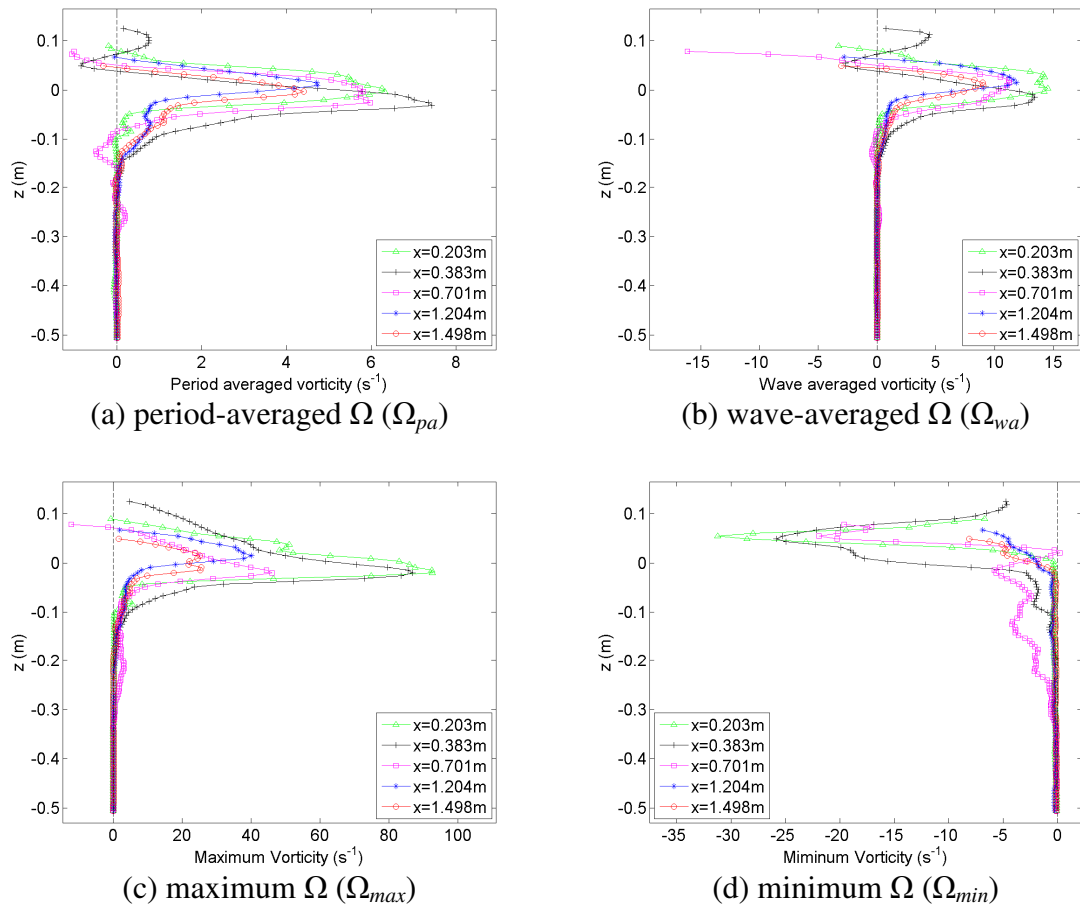 0.1
0
-0.1
-0.2
-0.3
-0.4
-0.5
z (m)
x=0.203m
x=0.383m
x=0.701m
x=1.204m
x=1.498m
0 2 4 6 8
Period averaged vorticity (s⁻¹)
(a) period-averaged Ω (Ω_pa)
0.1
0
-0.1
-0.2
-0.3
-0.4
-0.5
z (m)
x=0.203m
x=0.383m
x=0.701m
x=1.204m
x=1.498m
-15 -10 -5 0 5 10 15
Wave averaged vorticity (s⁻¹)
(b) wave-averaged Ω (Ω_wa)
0.1
0
-0.1
-0.2
-0.3
-0.4
-0.5
z (m)
x=0.203m
x=0.383m
x=0.701m
x=1.204m
x=1.498m
0 20 40 60 80 100
Maximum Vorticity (s⁻¹)
(c) maximum Ω (Ω_max)
0.1
0
-0.1
-0.2
-0.3
-0.4
-0.5
z (m)
x=0.203m
x=0.383m
x=0.701m
x=1.204m
x=1.498m
-35 -30 -25 -20 -15 -10 -5 0
Miminum Vorticity (s⁻¹)
(d) minimum Ω (Ω_min)